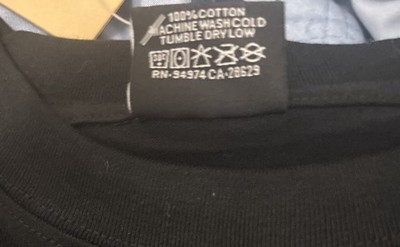 100% COTTON
MACHINE WASH COLD
TUMBLE DRY LOW
RN-94974 CA-28629